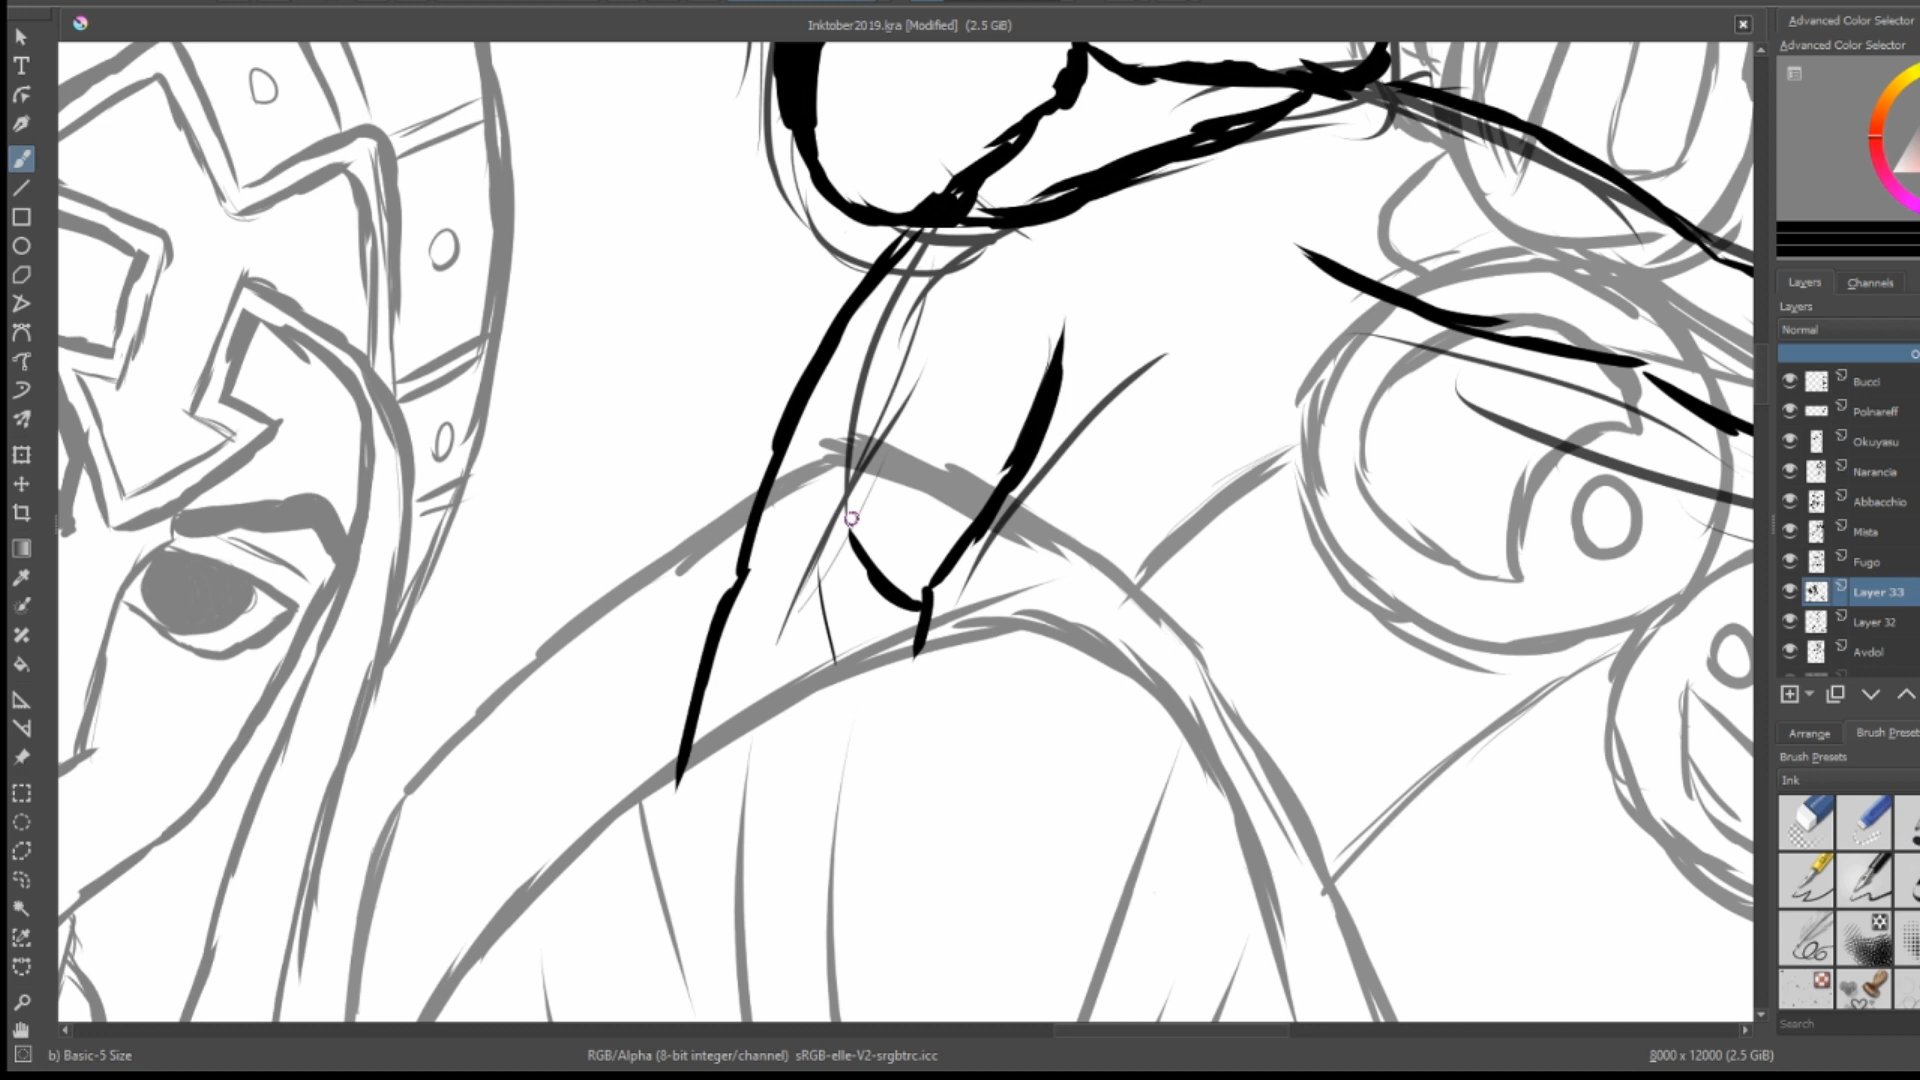 Inktober2019.kra [Modified]  (2.5 GiB)
Advanced Color Selector
Advanced Color Selector
Layers
Channels
Layers
Normal
Bucci
Polnareff
Okuyasu
Narancia
Abbacchio
Mista
Fugo
Layer 33
Layer 32
Avdol
Arrange
Brush Preset
Brush Presets
Ink
Search
b) Basic-5 Size
RGB/Alpha (8-bit integer/channel)  sRGB-elle-V2-srgbtrc.icc
8000 x 12000 (2.5 GiB)